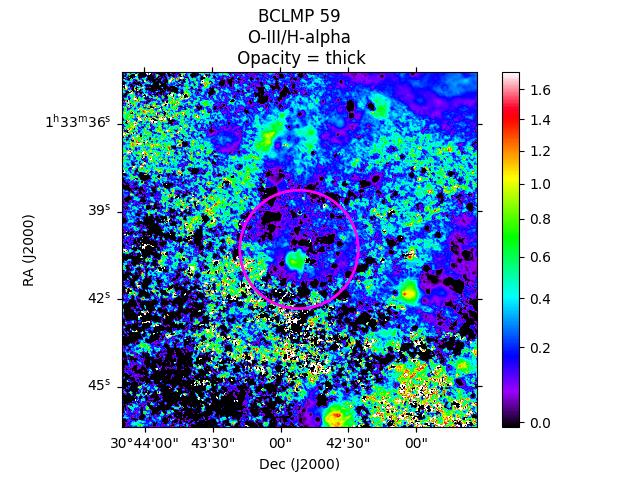 BCLMP 59
O-III/H-alpha
Opacity = thick
1ʰ33ᵐ36ˢ
39ˢ
42ˢ
45ˢ
RA (J2000)
30°44'00" 43'30" 00" 42'30" 00"
Dec (J2000)
1.6
1.4
1.2
1.0
0.8
0.6
0.4
0.2
0.0